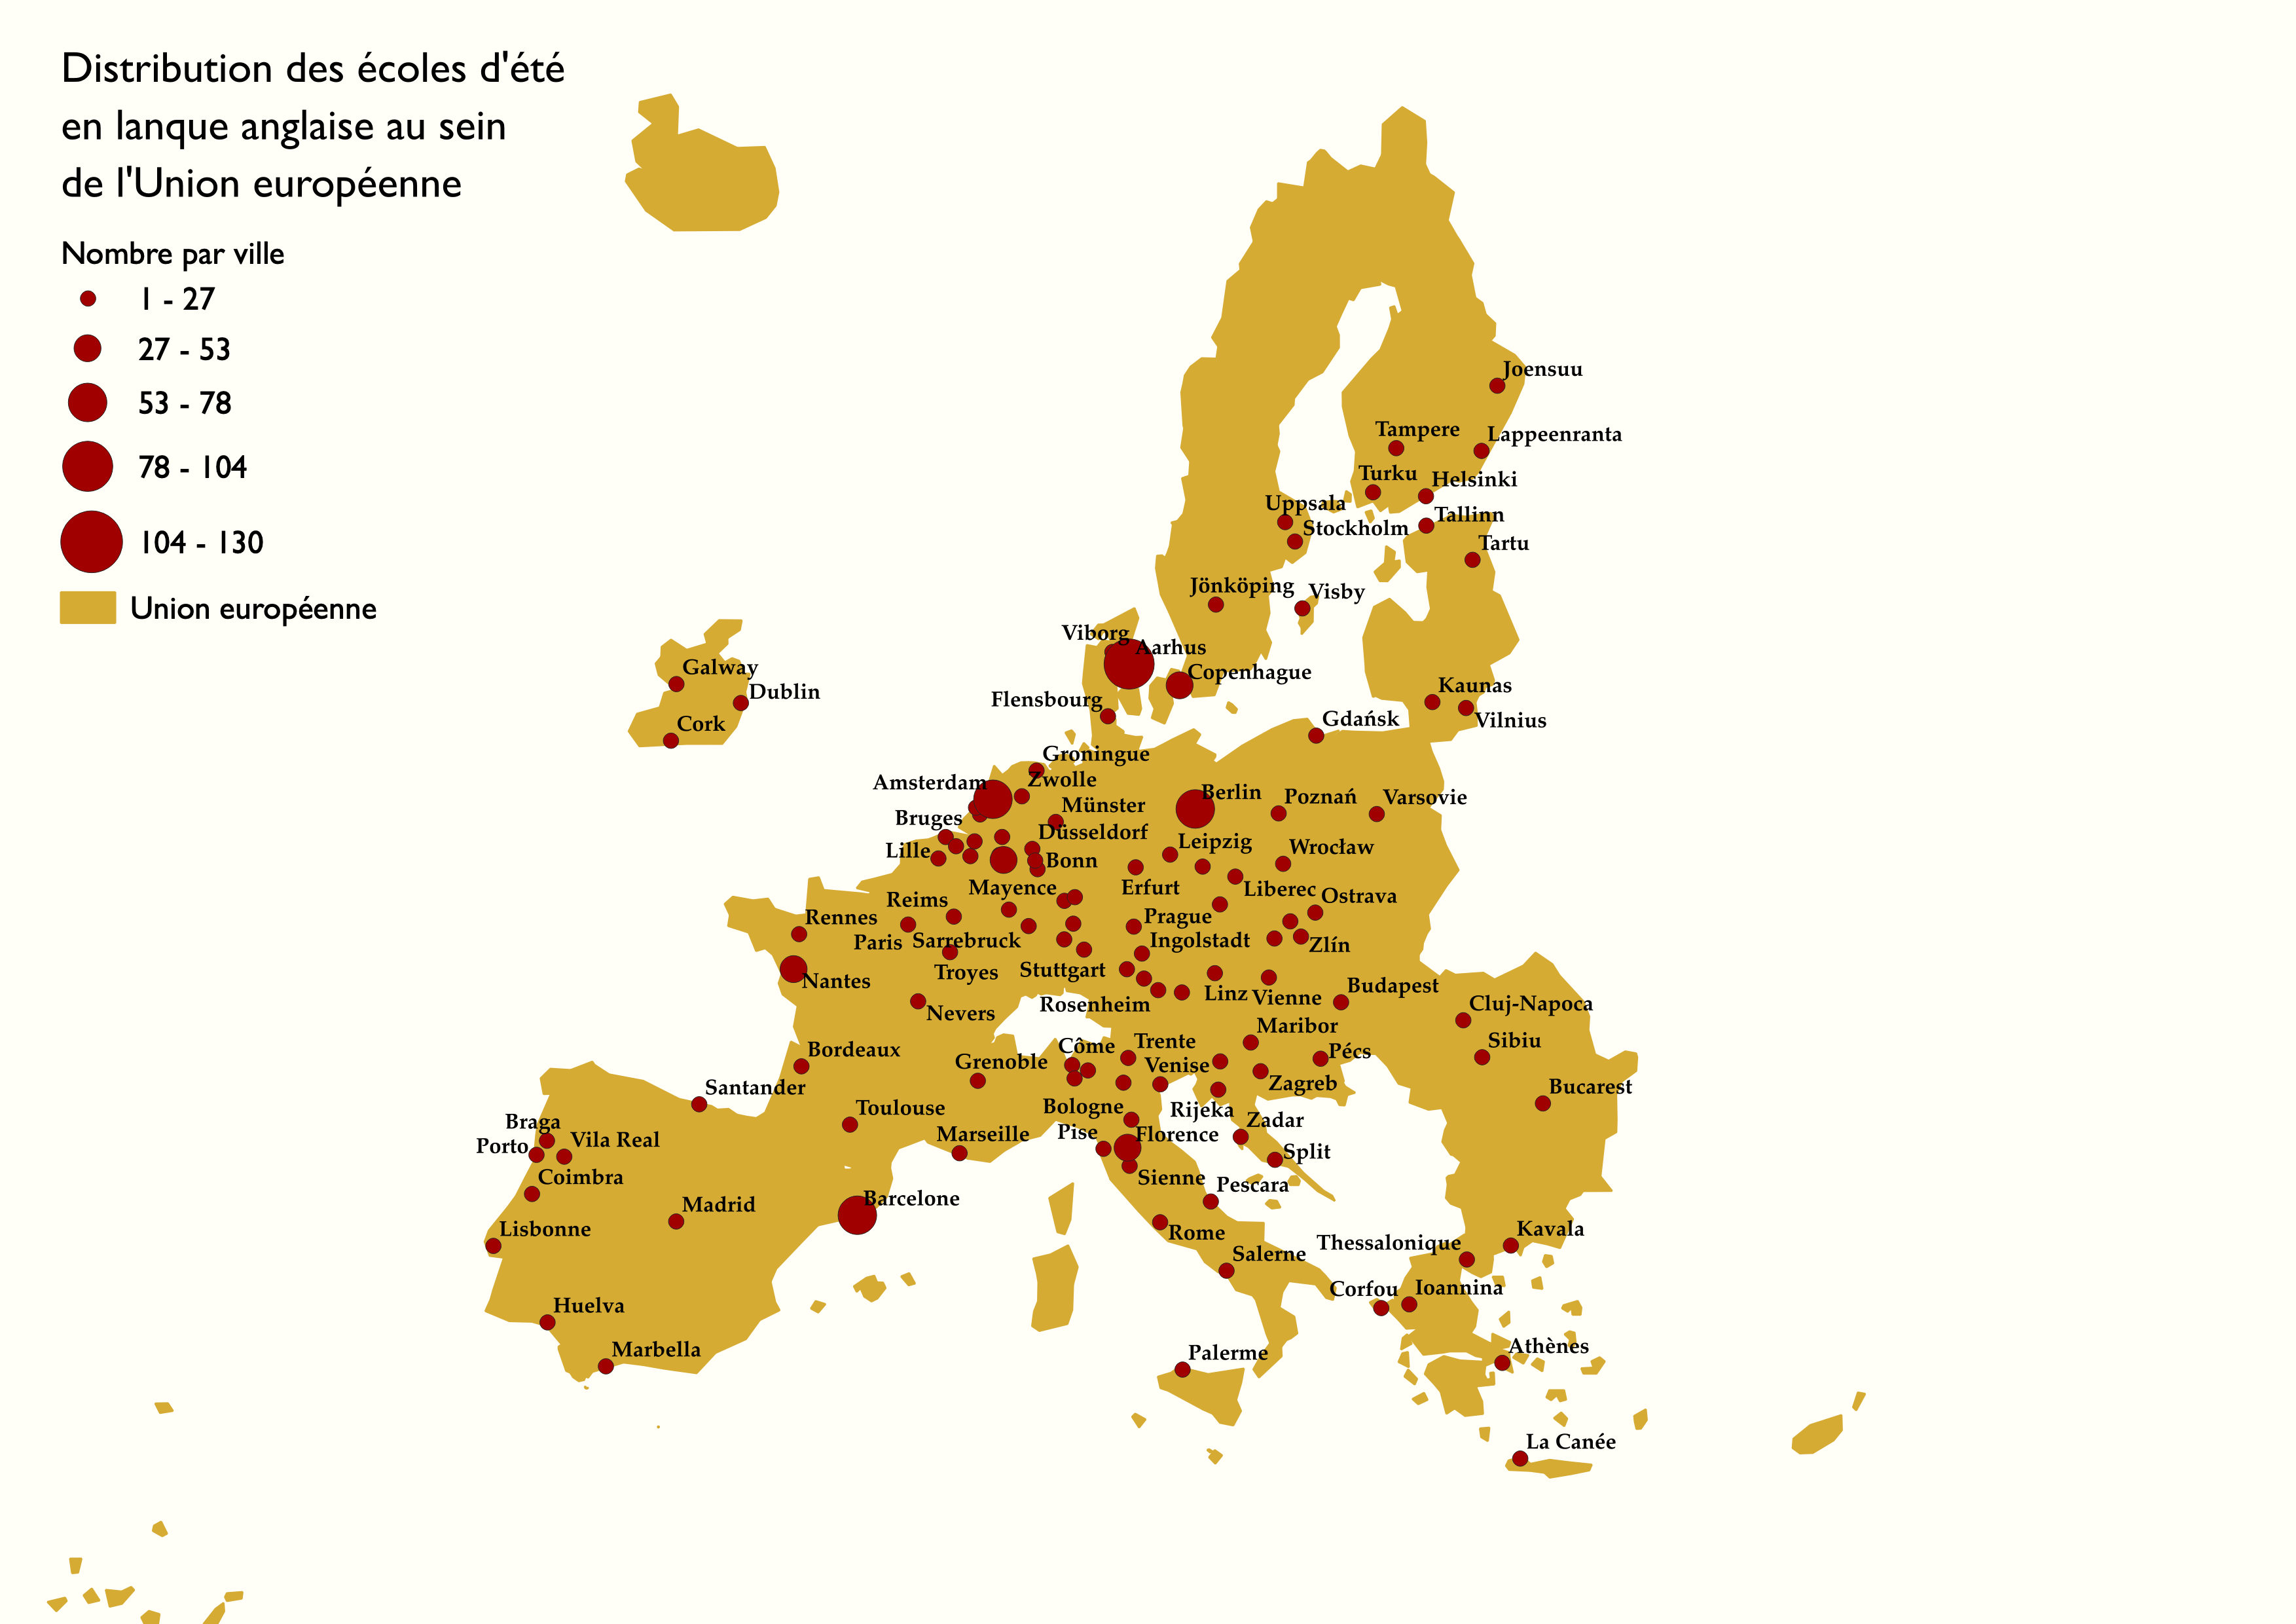 Distribution des écoles d'été
en lanque anglaise au sein
de l'Union européenne
Nombre par ville
1 - 27
27 - 53
53 - 78
78 - 104
104 - 130
Union européenne
Joensuu
Tampere
Lappeenranta
Turku
Helsinki
Uppsala
Tallinn
Stockholm
Tartu
Jönköping
Visby
Viborg
Aarhus
Galway
Copenhague
Kaunas
Dublin
Flensbourg
Gdańsk
Vilnius
Cork
Groningue
Zwolle
Amsterdam
Berlin
Poznań
Varsovie
Münster
Bruges
Düsseldorf
Leipzig
Wrocław
Lille
Bonn
Mayence
Erfurt
Liberec
Ostrava
Reims
Rennes
Prague
Paris
Sarrebruck
Ingolstadt
Zlín
Troyes
Stuttgart
Nantes
Budapest
Linz
Vienne
Rosenheim
Cluj-Napoca
Nevers
Maribor
Sibiu
Trente
Côme
Bordeaux
Pécs
Grenoble
Venise
Zagreb
Santander
Bucarest
Bologne
Toulouse
Rijeka
Zadar
Braga
Marseille
Pise
Florence
Vila Real
Porto
Split
Coimbra
Sienne
Pescara
Barcelone
Madrid
Lisbonne
Rome
Kavala
Thessalonique
Salerne
Corfou
Ioannina
Huelva
Athènes
Marbella
Palerme
La Canée